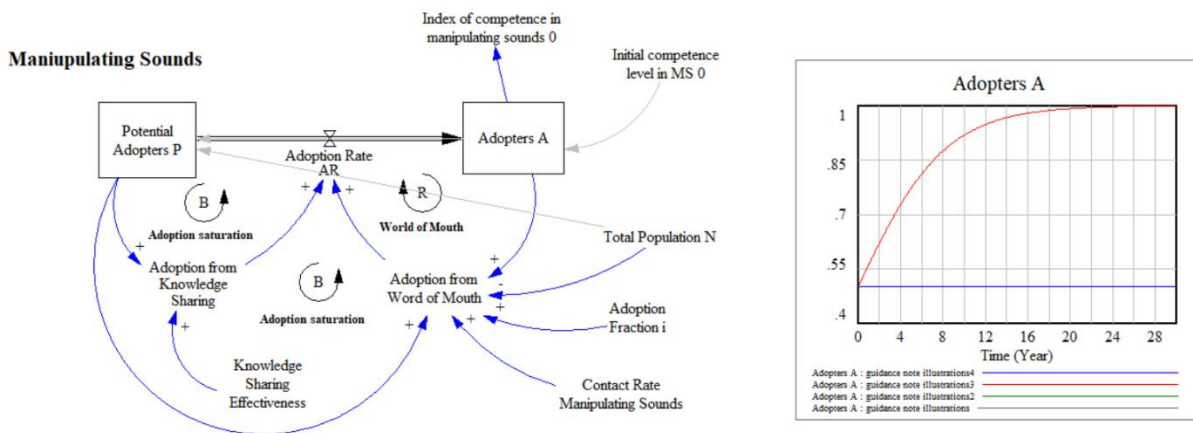 Maniupulating Sounds
Index of competence in
manipulating sounds 0
Initial competence
level in MS 0
Potential
Adopters P
Adopters A
Adoption Rate
AR
+
+
B
R
Adoption saturation
World of Mouth
Total Population N
+
+
-
+
+
+
Adoption from
Knowledge
Sharing
B
Adoption saturation
Adoption from
Word of Mouth
Adoption
Fraction i
+
Knowledge
Sharing
Effectiveness
Contact Rate
Manipulating Sounds
Adopters A
1
.85
.7
.55
.4
0 4 8 12 16 20 24 28
Time (Year)
Adopters A : guidance note illustrations4
Adopters A : guidance note illustrations3
Adopters A : guidance note illustrations2
Adopters A : guidance note illustrations